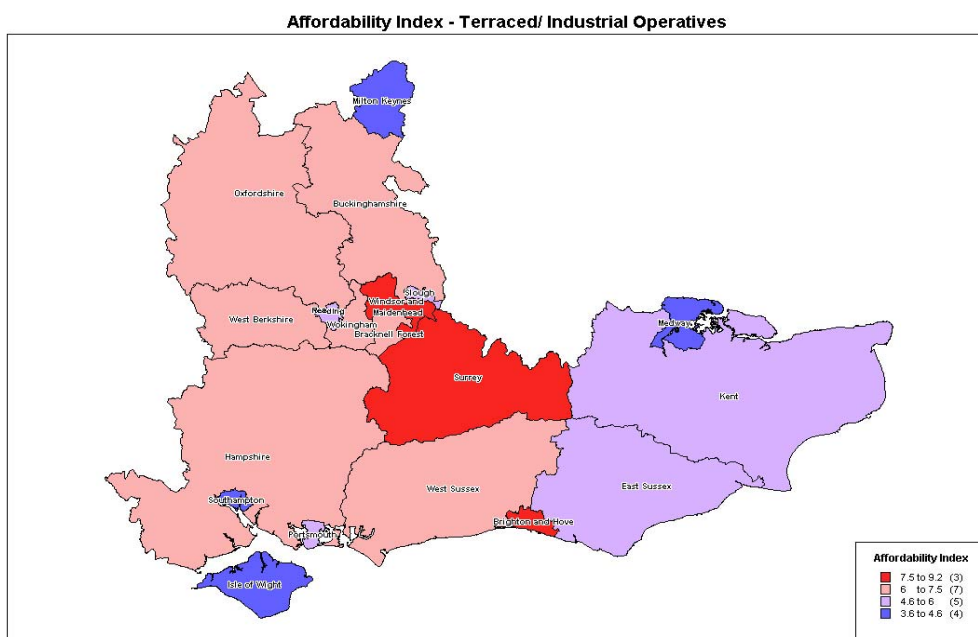 Affordability Index - Terraced/ Industrial Operatives
Milton Keynes
Oxfordshire
Buckinghamshire
Slough
Windsor and
Maidenhead
Reading
West Berkshire
Wokingham
Bracknell Forest
Medway
Surrey
Kent
Hampshire
West Sussex
East Sussex
Southampton
Brighton and Hove
Portsmouth
Isle of Wight
Affordability Index
7.5 to 9.2 (3)
6 to 7.5 (7)
4.6 to 6 (5)
3.6 to 4.6 (4)